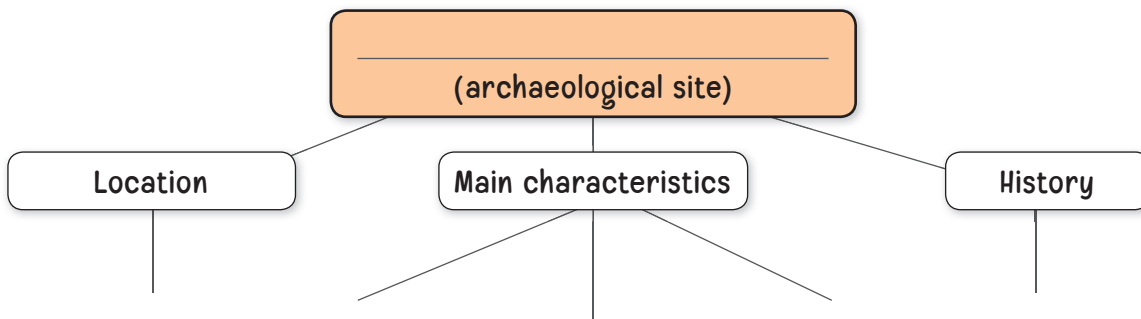 (archaeological site)
Location
Main characteristics
History